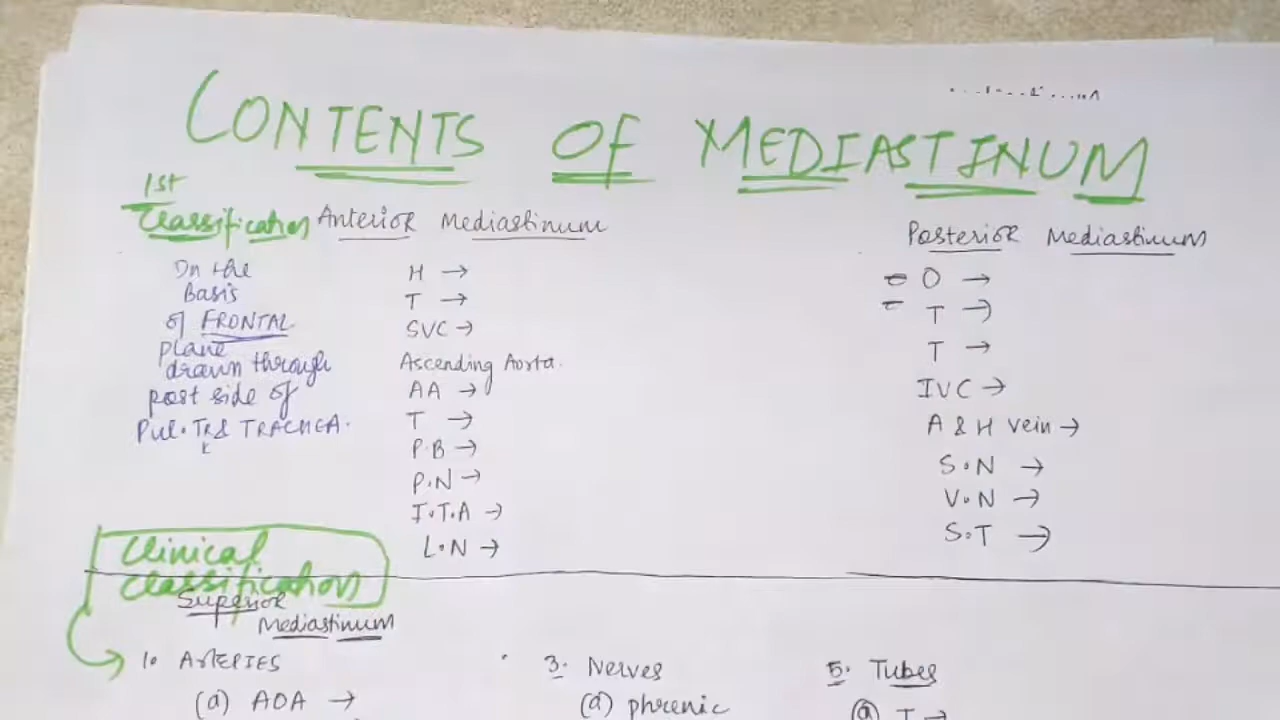 CONTENTS OF MEDIASTINUM
1st
Classification
On the
Basis
of FRONTAL
plane
drawn through
post side of
Pul. Tr & TRACHEA.
K
Anterior Mediastinum
H →
T →
SVC →
Ascending Aorta.
AA →
T →
P.B →
P.N →
I.T.A →
L.N →
Posterior Mediastinum
O →
T →
T →
IVC →
A & H vein →
S.N →
V.N →
S.T →
Clinical
Classification
Superior
Mediastinum
1. ArtERIES
(a) AOA →
3. Nerves
(a) phrenic
5. Tubes
(a) T →